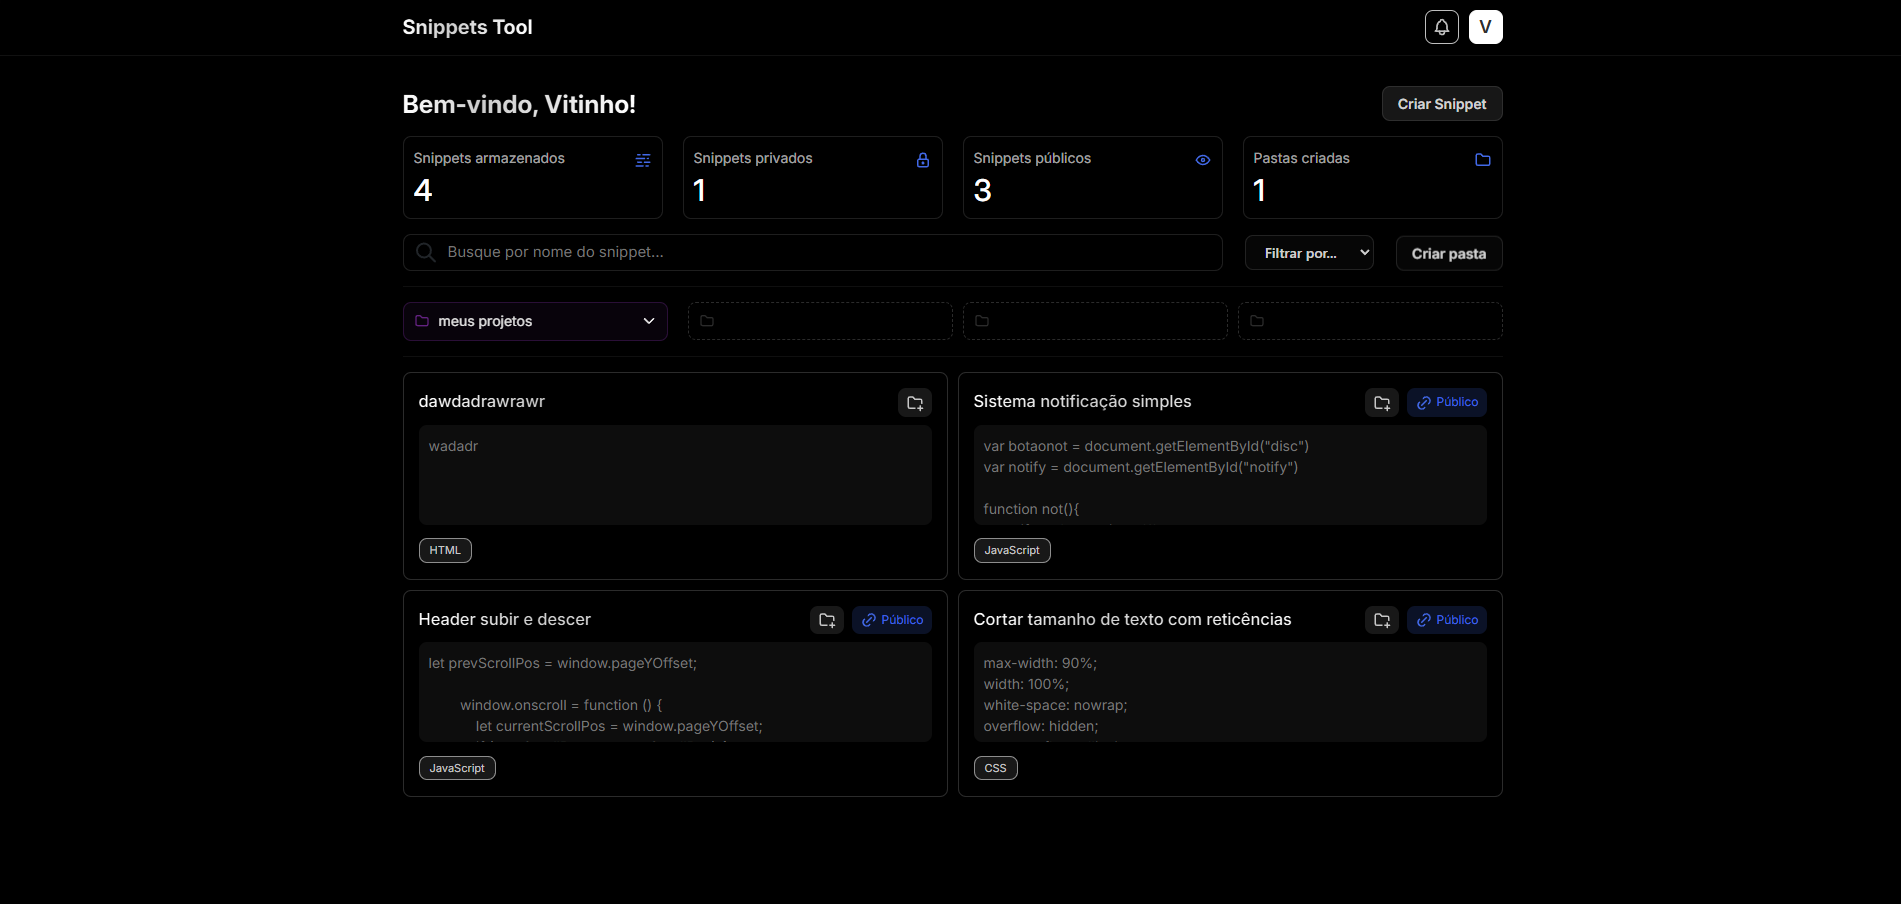 Snippets Tool
V
Bem-vindo, Vitinho!
Criar Snippet
Snippets armazenados
4
Snippets privados
1
Snippets públicos
3
Pastas criadas
1
Busque por nome do snippet...
Filtrar por...
Criar pasta
meus projetos
dawdadrawrawr
wadadr
HTML
Sistema notificação simples
Público
var botaonot = document.getElementById("disc")
var notify = document.getElementById("notify")
function not(){
JavaScript
Header subir e descer
Público
let prevScrollPos = window.pageYOffset;
window.onscroll = function () {
let currentScrollPos = window.pageYOffset;
JavaScript
Cortar tamanho de texto com reticências
Público
max-width: 90%;
width: 100%;
white-space: nowrap;
overflow: hidden;
CSS